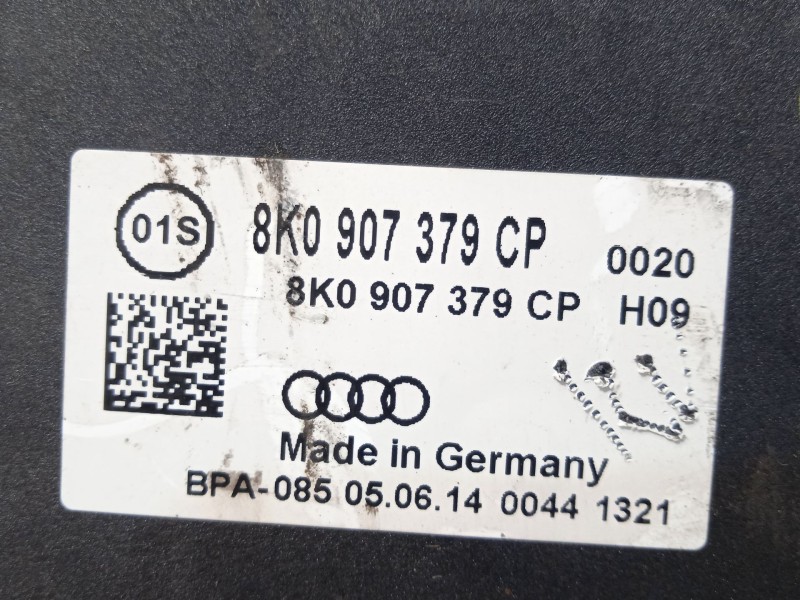 01S 8K0 907 379 CP 0020
8K0 907 379 CP H09
Made in Germany
BPA-085 05.06.14 0044 1321